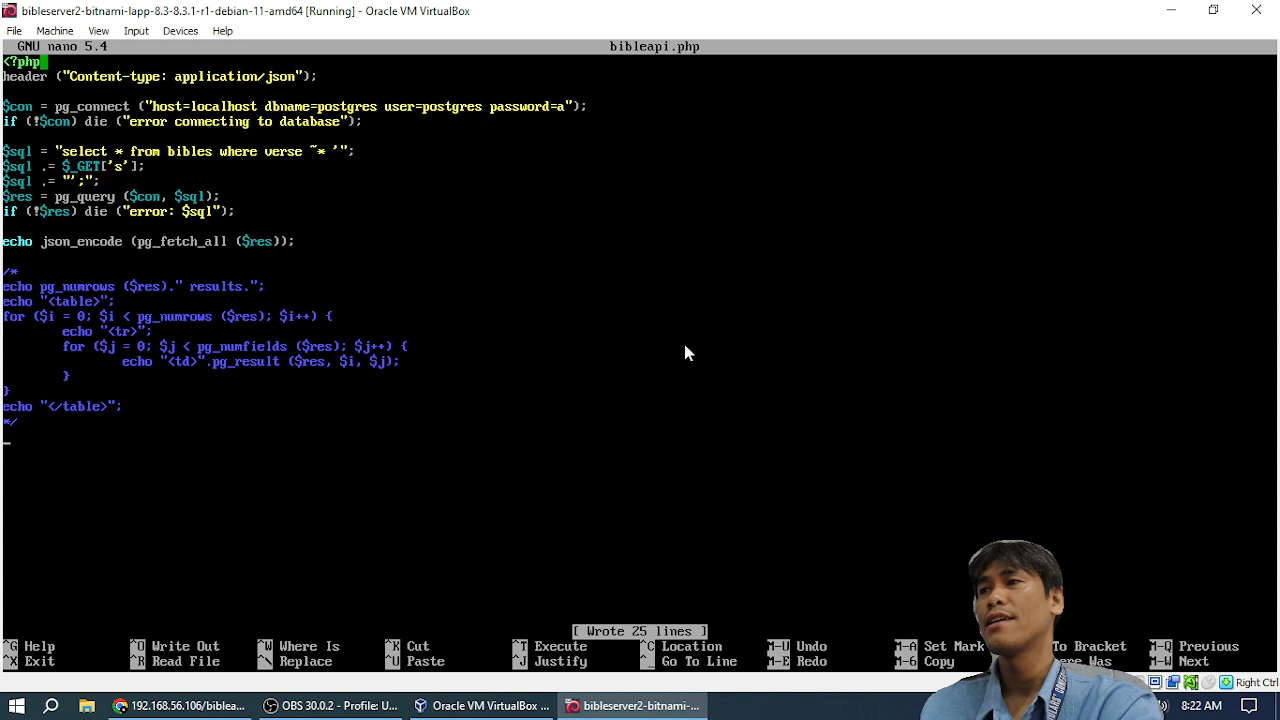 bibleserver2-bitnami-lapp-8.3-8.3.1-r1-debian-11-amd64 [Running] - Oracle VM VirtualBox
File Machine View Input Devices Help
GNU nano 5.4 bibleapi.php
<?php
header ("Content-type: application/json");
$con = pg_connect ("host=localhost dbname=postgres user=postgres password=a");
if (!$con) die ("error connecting to database");
$sql = "select * from bibles where verse ~* '";
$sql .= $_GET['s'];
$sql .= "';";
$res = pg_query ($con, $sql);
if (!$res) die ("error: $sql");
echo json_encode (pg_fetch_all ($res));
/*
echo pg_numrows ($res)." results.";
echo "<table>";
for ($i = 0; $i < pg_numrows ($res); $i++) {
echo "<tr>";
for ($j = 0; $j < pg_numfields ($res); $j++) {
echo "<td>".pg_result ($res, $i, $j);
}
}
echo "</table>";
*/
[ Wrote 25 lines ]
^G Help ^O Write Out ^W Where Is ^K Cut ^T Execute ^C Location M-U Undo M-A Set Mark To Bracket M-Q Previous
^X Exit ^R Read File ^\ Replace ^U Paste ^J Justify ^_ Go To Line M-E Redo M-6 Copy ere Was M-W Next
Right Ctrl
192.168.56.106/biblea... OBS 30.0.2 - Profile: U... Oracle VM VirtualBox ... bibleserver2-bitnami-... 8:22 AM